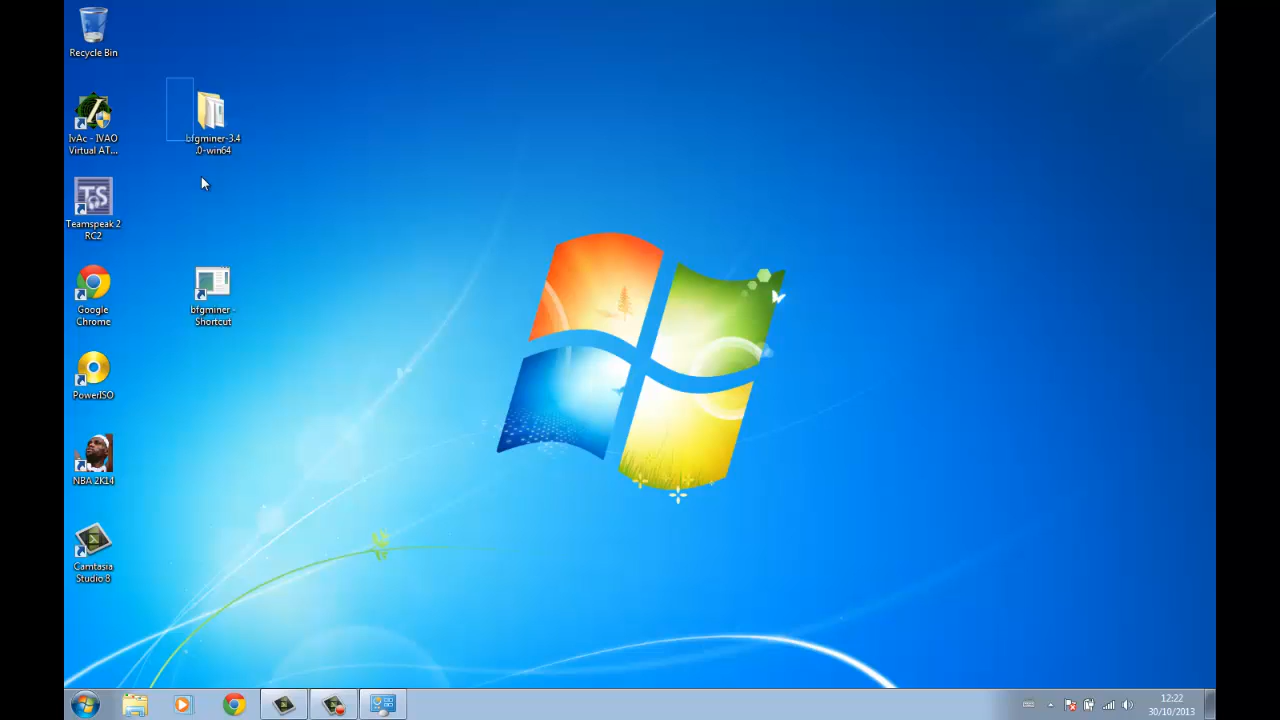 Recycle Bin
IvAc - IVAO
Virtual AT...
bfgminer-3.4
.0-win64
TS
Teamspeak 2
RC2
Google
Chrome
bfgminer -
Shortcut
PowerISO
NBA 2K14
Camtasia
Studio 8
12:22
30/10/2013